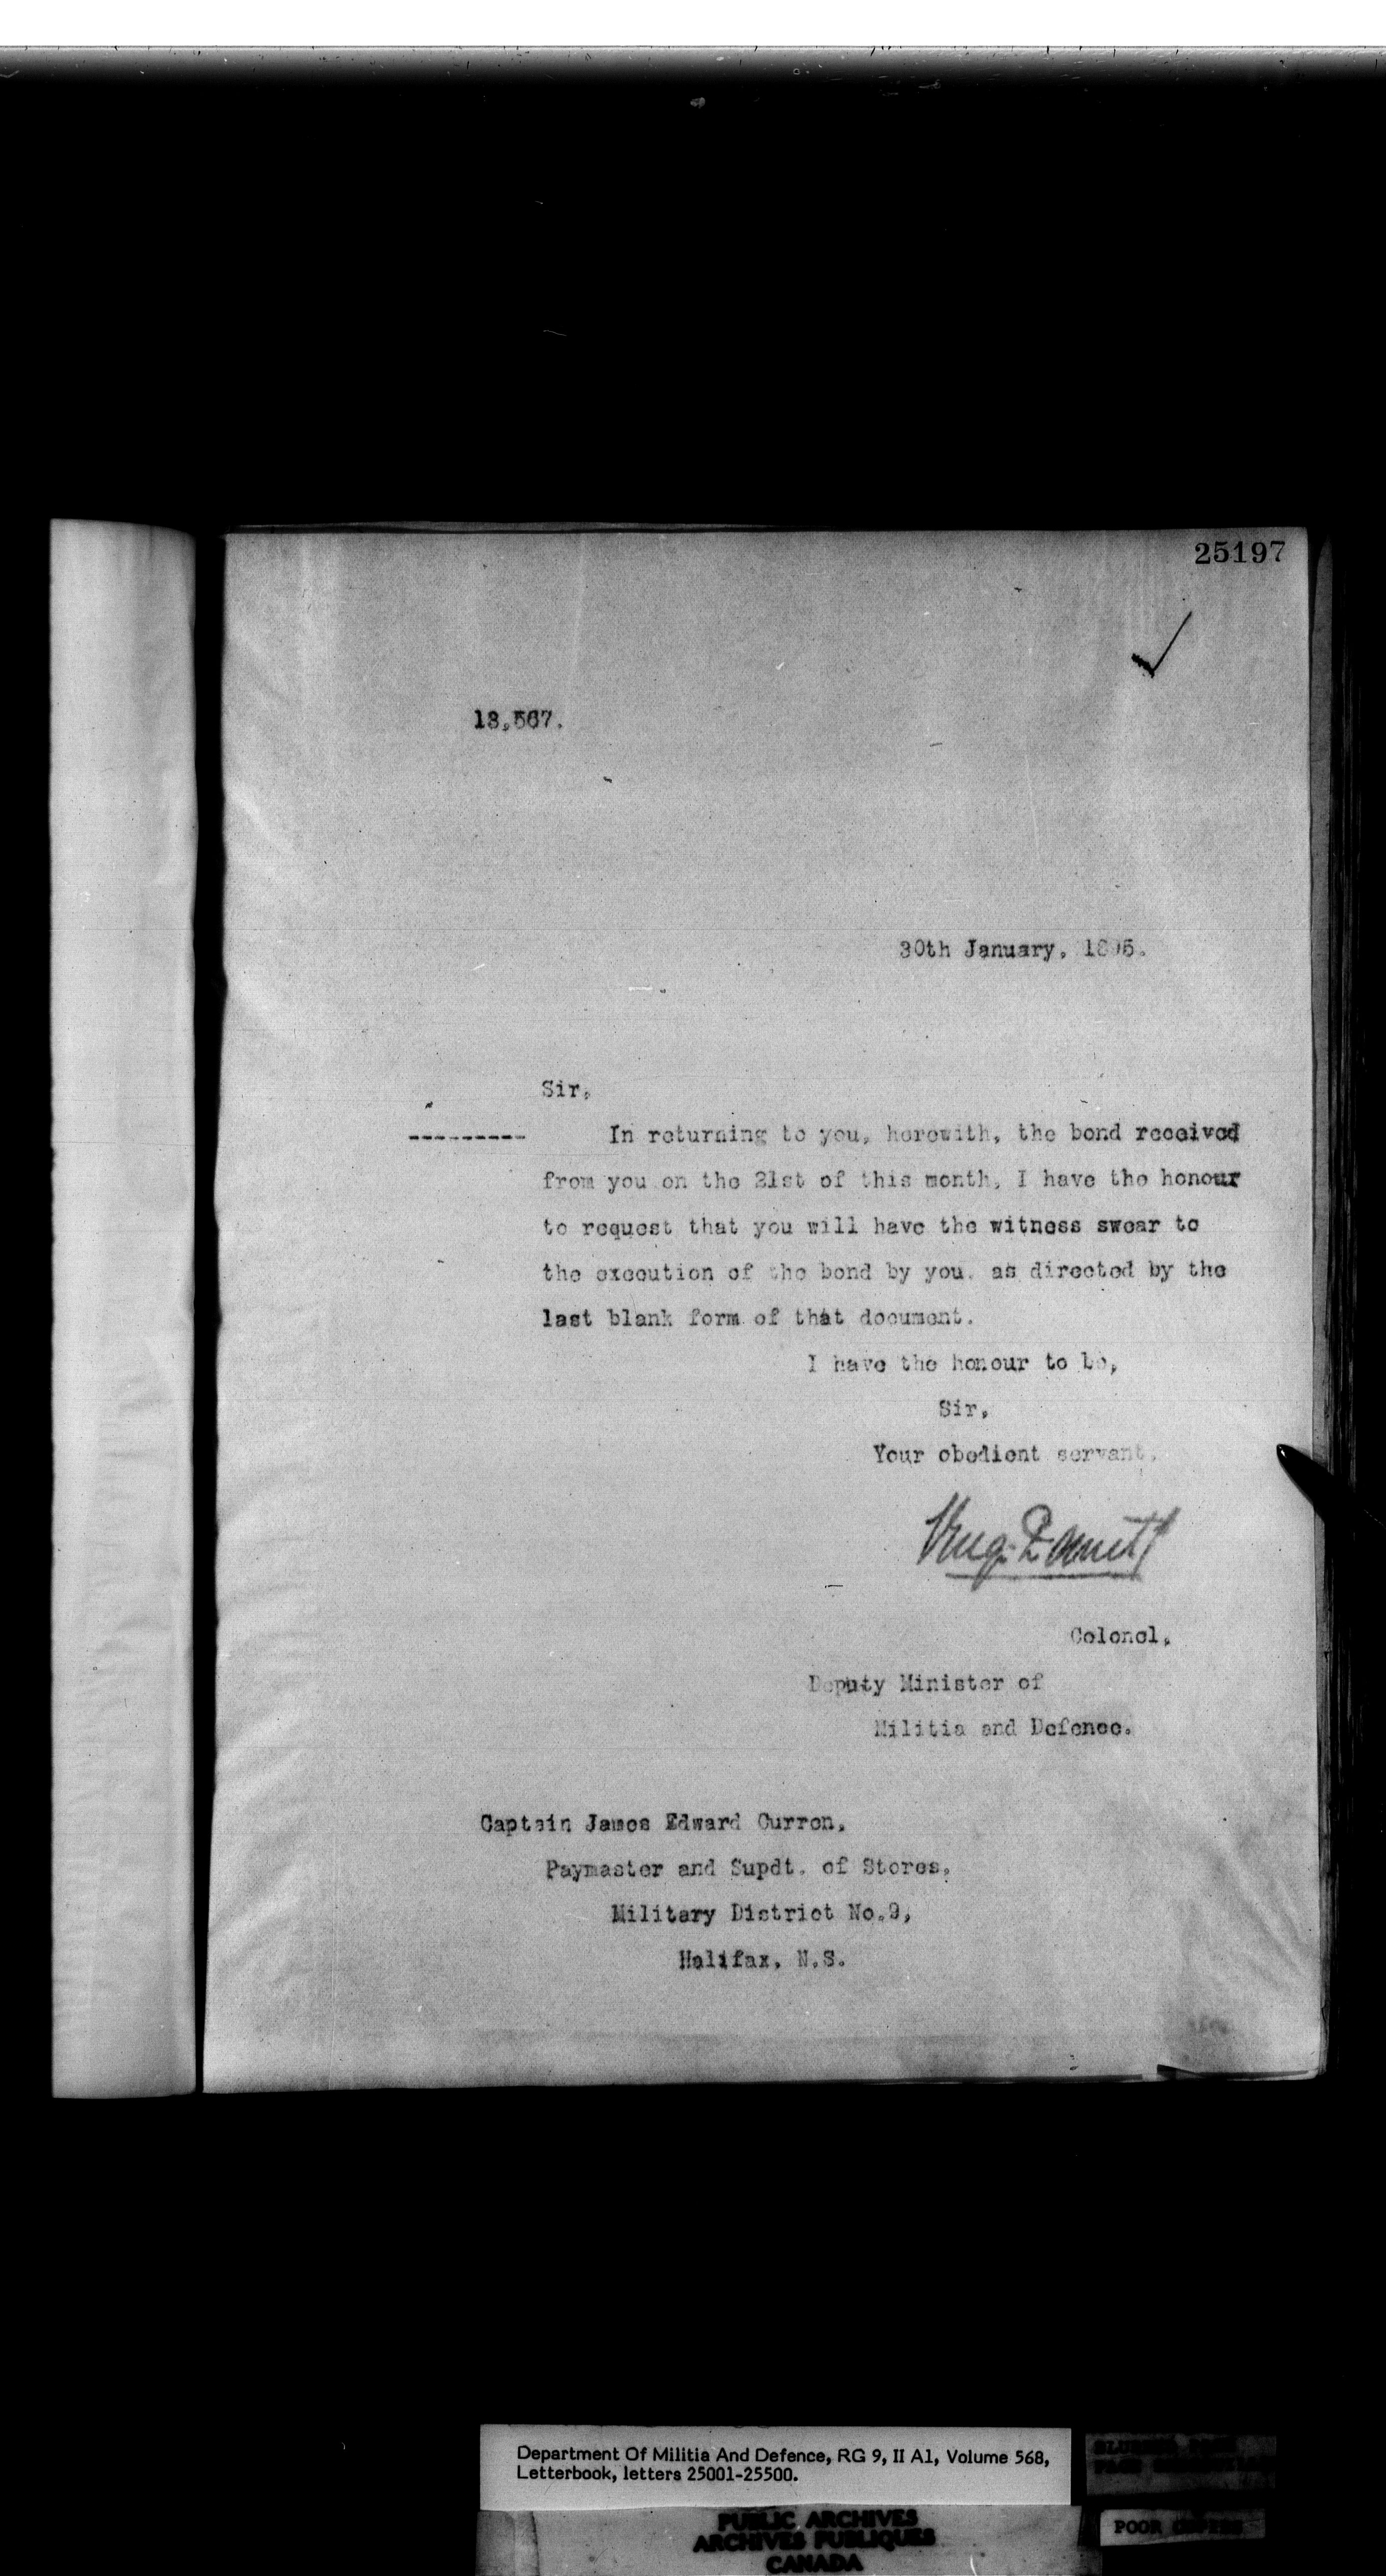 25197
13,567.
30th January, 1895.
Sir,
--------- In returning to you, herewith, the bond received
from you on the 21st of this month, I have the honour
to request that you will have the witness swear to
the execution of the bond by you, as directed by the
last blank form of that document.
I have the honour to be,
Sir,
Your obedient servant,
Colonel,
Deputy Minister of
Militia and Defence.
Captain James Edward Curren,
Paymaster and Supdt. of Stores,
Military District No.9,
Halifax, N.S.
Department Of Militia And Defence, RG 9, II A1, Volume 568,
Letterbook, letters 25001-25500.
PUBLIC ARCHIVES
ARCHIVES PUBLIQUES
CANADA
POOR